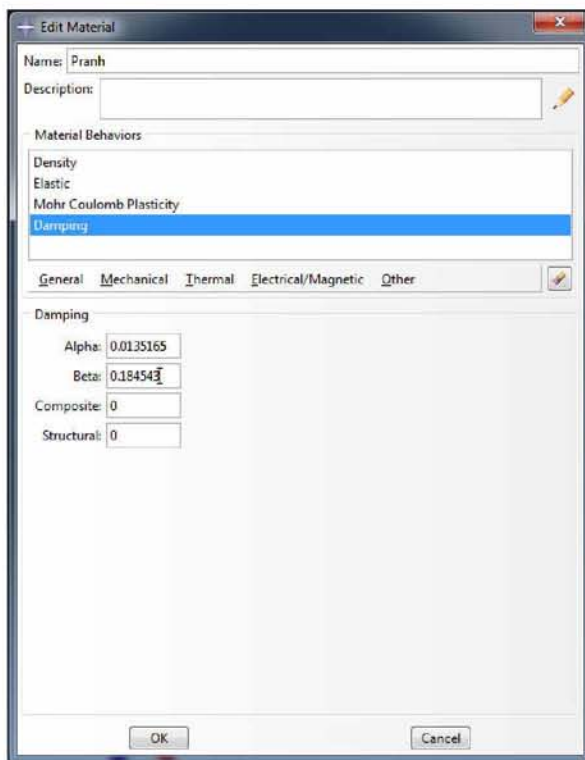 Edit Material
Name: Pranh
Description:
Material Behaviors
Density
Elastic
Mohr Coulomb Plasticity
Damping
General Mechanical Thermal Electrical/Magnetic Other
Damping
Alpha: 0.0135165
Beta: 0.184543
Composite: 0
Structural: 0
OK Cancel